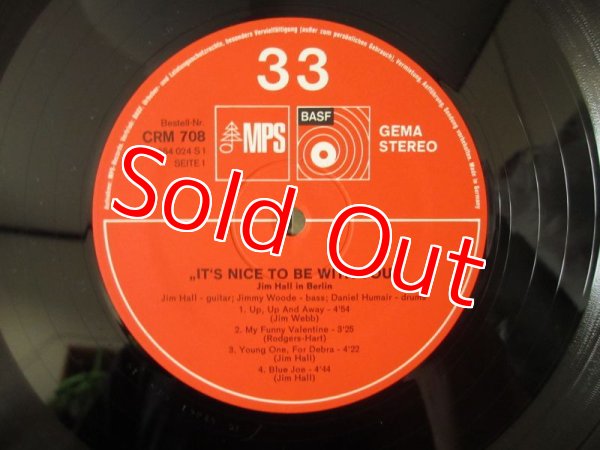 33
Bestell-Nr.
CRM 708
SEITE 1
MPS
BASF
GEMA
STEREO
Sold Out
„IT'S NICE TO BE WITH YOU
Jim Hall in Berlin
Jim Hall - guitar; Jimmy Woode - bass; Daniel Humair - drums
1. Up, Up And Away - 4'54
(Jim Webb)
2. My Funny Valentine - 3'25
(Rodgers-Hart)
3. Young One, For Debra - 4'22
(Jim Hall)
4. Blue Joe - 4'44
(Jim Hall)